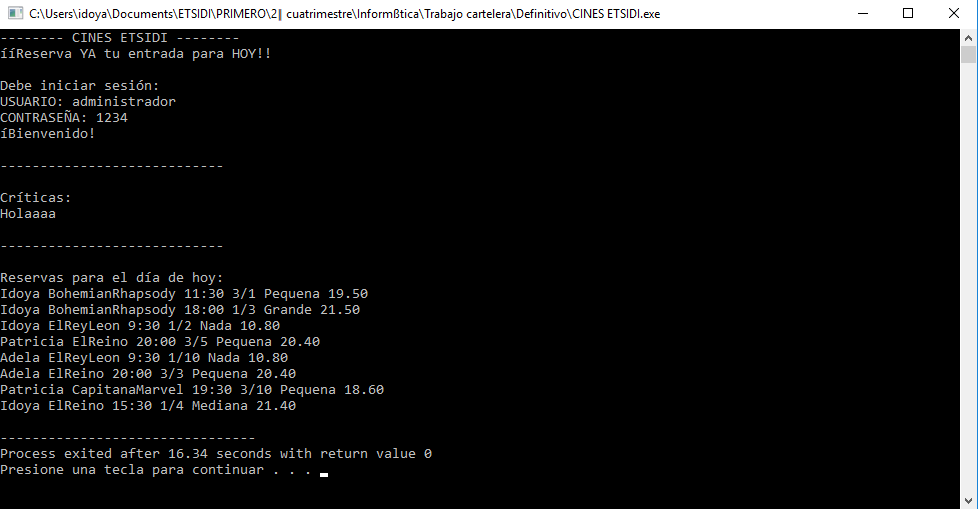 C:\Users\idoya\Documents\ETSIDI\PRIMERO\2‖ cuatrimestre\Informßtica\Trabajo cartelera\Definitivo\CINES ETSIDI.exe
-------- CINES ETSIDI --------
ííReserva YA tu entrada para HOY!!
Debe iniciar sesión:
USUARIO: administrador
CONTRASEÑA: 1234
íBienvenido!
----------------------------
Críticas:
Holaaaa
----------------------------
Reservas para el día de hoy:
Idoya BohemianRhapsody 11:30 3/1 Pequena 19.50
Idoya BohemianRhapsody 18:00 1/3 Grande 21.50
Idoya ElReyLeon 9:30 1/2 Nada 10.80
Patricia ElReino 20:00 3/5 Pequena 20.40
Adela ElReyLeon 9:30 1/10 Nada 10.80
Adela ElReino 20:00 3/3 Pequena 20.40
Patricia CapitanaMarvel 19:30 3/10 Pequena 18.60
Idoya ElReino 15:30 1/4 Mediana 21.40
--------------------------------
Process exited after 16.34 seconds with return value 0
Presione una tecla para continuar . . .